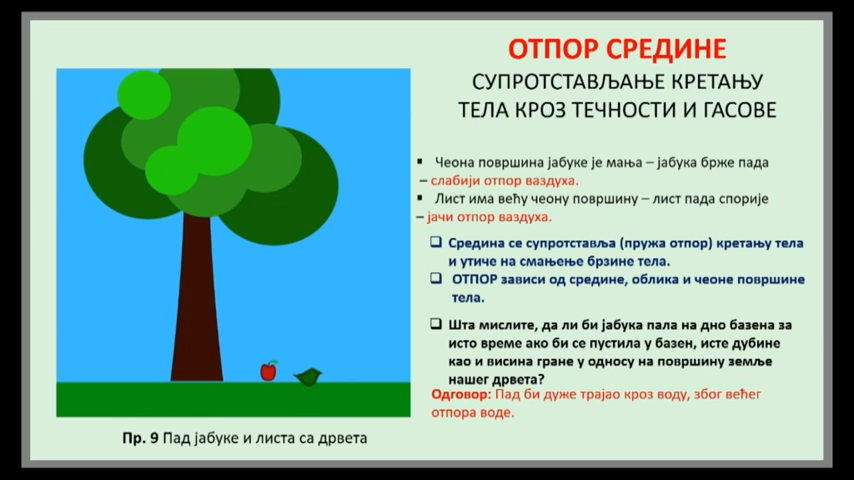 ОТПОР СРЕДИНЕ
СУПРОТСТАВЉАЊЕ КРЕТАЊУ
ТЕЛА КРОЗ ТЕЧНОСТИ И ГАСОВЕ
▪ Чеона површина јабуке је мања – јабука брже пада
– слабији отпор ваздуха.
▪ Лист има већу чеону површину – лист пада спорије
– јачи отпор ваздуха.
❑ Средина се супротставља (пружа отпор) кретању тела
и утиче на смањење брзине тела.
❑ ОТПОР зависи од средине, облика и чеоне површине
тела.
❑ Шта мислите, да ли би јабука пала на дно базена за
исто време ако би се пустила у базен, исте дубине
као и висина гране у односу на површину земље
нашег дрвета?
Одговор: Пад би дуже трајао кроз воду, због већег
отпора воде.
Пр. 9 Пад јабуке и листа са дрвета